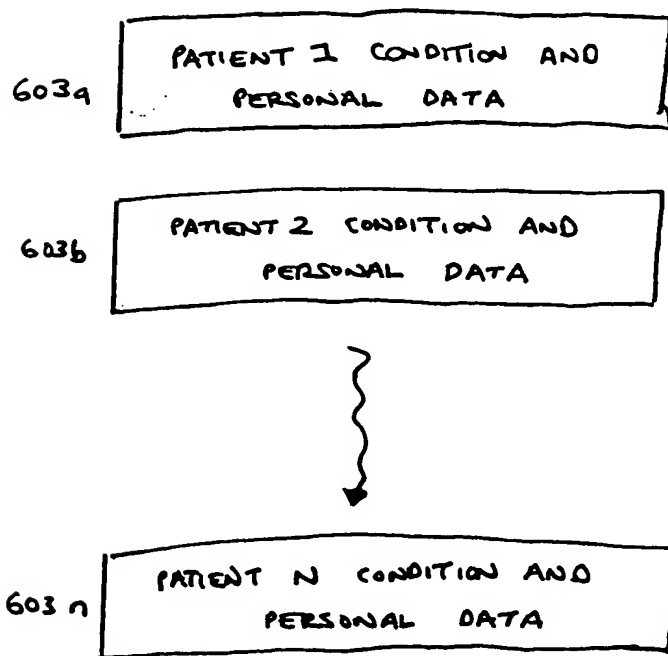 603a
PATIENT 1 CONDITION AND
PERSONAL DATA
603b
PATIENT 2 CONDITION AND
PERSONAL DATA
603n
PATIENT N CONDITION AND
PERSONAL DATA